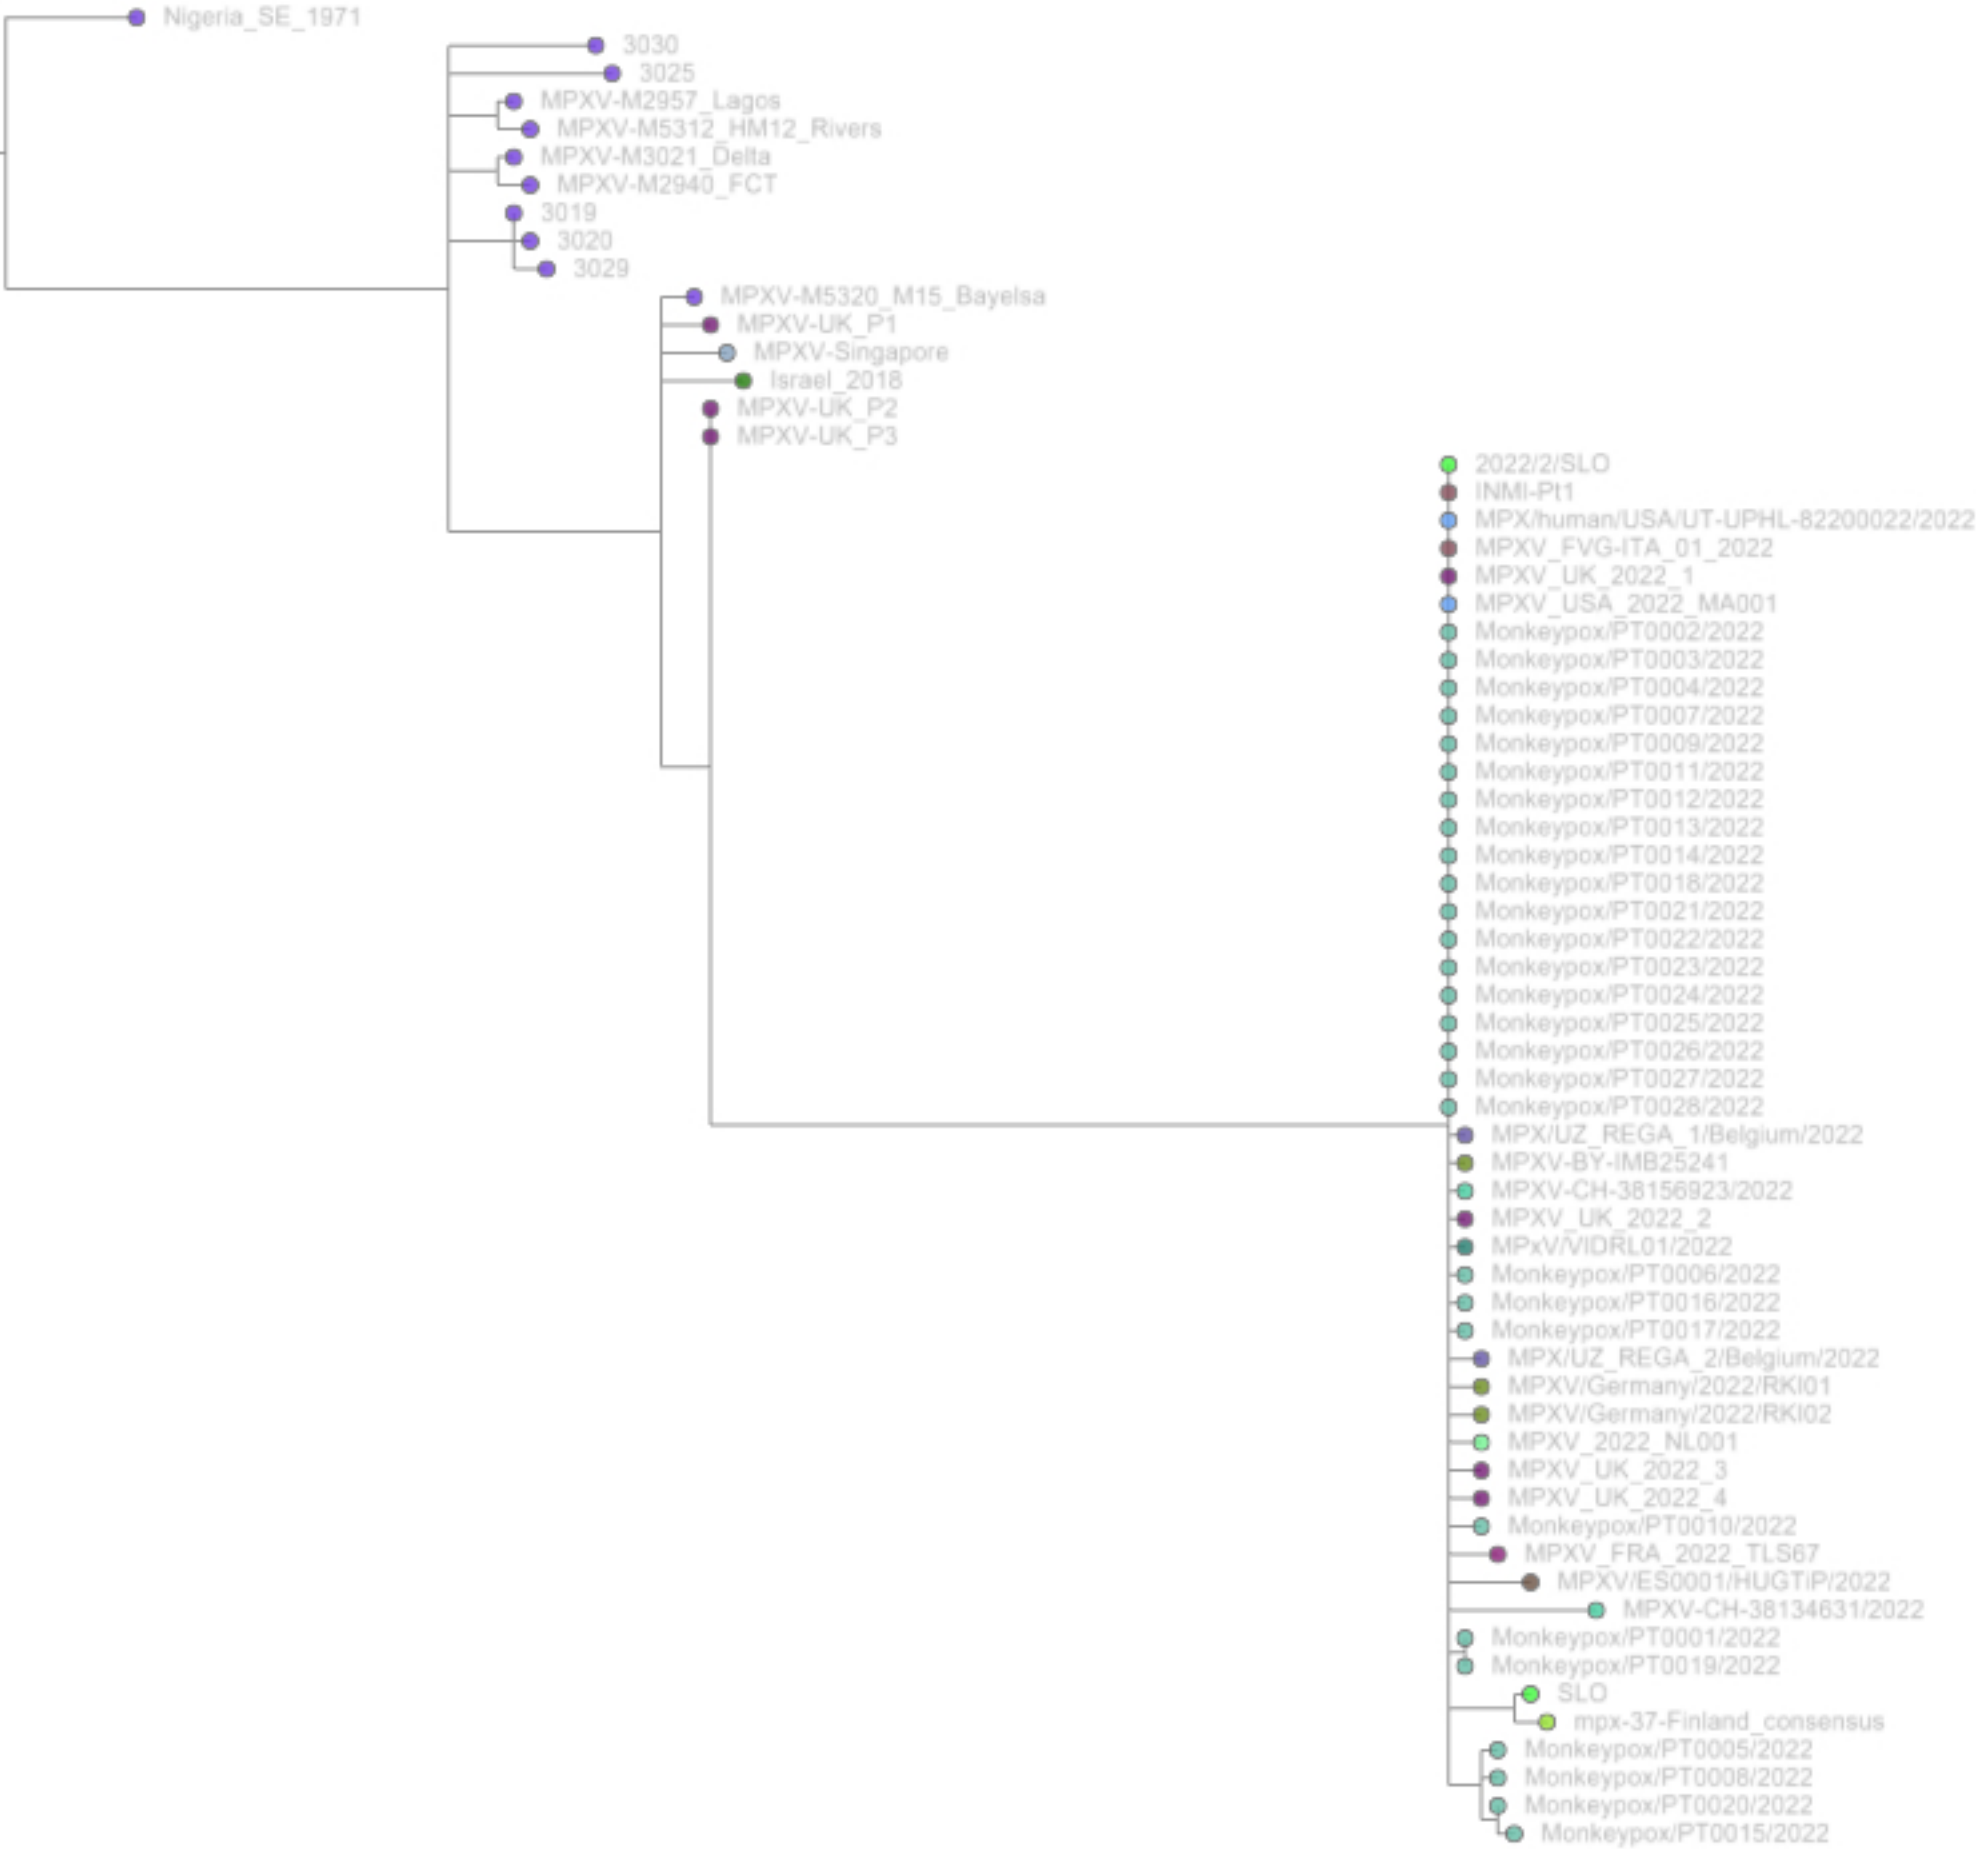 Nigeria_SE_1971
3030
3025
MPXV-M2957_Lagos
MPXV-M5312_HM12_Rivers
MPXV-M3021_Delta
MPXV-M2940_FCT
3019
3020
3029
MPXV-M5320_M15_Bayelsa
MPXV-UK_P1
MPXV-Singapore
Israel_2018
MPXV-UK_P2
MPXV-UK_P3
2022/2/SLO
INMI-Pt1
MPX/human/USA/UT-UPHL-82200022/2022
MPXV_FVG-ITA_01_2022
MPXV_UK_2022_1
MPXV_USA_2022_MA001
Monkeypox/PT0002/2022
Monkeypox/PT0003/2022
Monkeypox/PT0004/2022
Monkeypox/PT0007/2022
Monkeypox/PT0009/2022
Monkeypox/PT0011/2022
Monkeypox/PT0012/2022
Monkeypox/PT0013/2022
Monkeypox/PT0014/2022
Monkeypox/PT0018/2022
Monkeypox/PT0021/2022
Monkeypox/PT0022/2022
Monkeypox/PT0023/2022
Monkeypox/PT0024/2022
Monkeypox/PT0025/2022
Monkeypox/PT0026/2022
Monkeypox/PT0027/2022
Monkeypox/PT0028/2022
MPX/UZ_REGA_1/Belgium/2022
MPXV-BY-IMB25241
MPXV-CH-38156923/2022
MPXV_UK_2022_2
MPxV/VIDRL01/2022
Monkeypox/PT0006/2022
Monkeypox/PT0016/2022
Monkeypox/PT0017/2022
MPX/UZ_REGA_2/Belgium/2022
MPXV/Germany/2022/RKI01
MPXV/Germany/2022/RKI02
MPXV_2022_NL001
MPXV_UK_2022_3
MPXV_UK_2022_4
Monkeypox/PT0010/2022
MPXV_FRA_2022_TLS67
MPXV/ES0001/HUGTiP/2022
MPXV-CH-38134631/2022
Monkeypox/PT0001/2022
Monkeypox/PT0019/2022
SLO
mpx-37-Finland_consensus
Monkeypox/PT0005/2022
Monkeypox/PT0008/2022
Monkeypox/PT0020/2022
Monkeypox/PT0015/2022